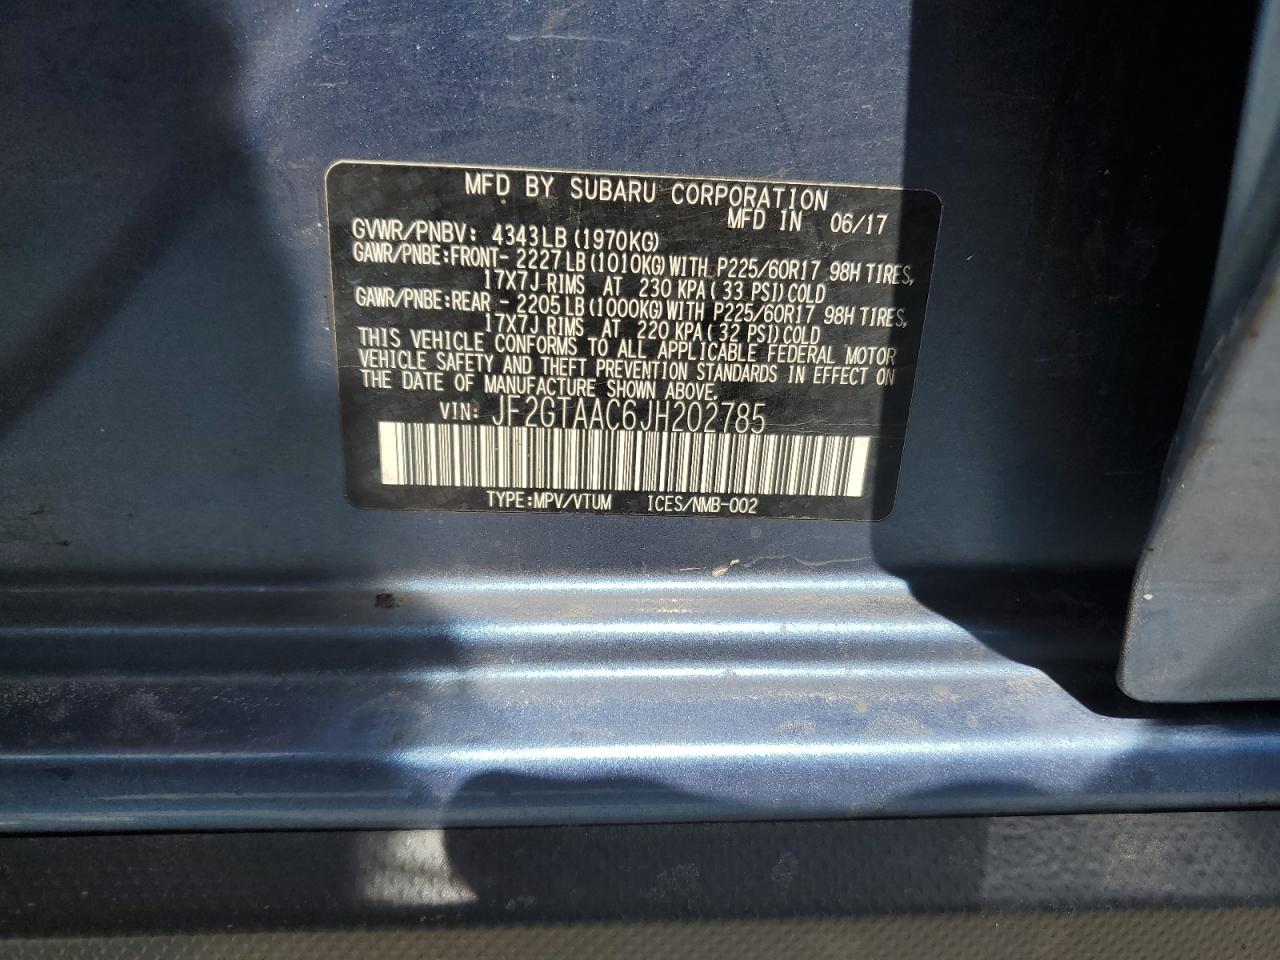 MFD BY SUBARU CORPORATION
MFD IN 06/17
GVWR/PNBV: 4343LB(1970KG)
GAWR/PNBE:FRONT- 2227LB(1010KG)WITH P225/60R17 98H TIRES,
17X7J RIMS AT 230 KPA( 33 PSI)COLD
GAWR/PNBE:REAR - 2205LB(1000KG)WITH P225/60R17 98H TIRES,
17X7J RIMS AT 220 KPA( 32 PSI)COLD
THIS VEHICLE CONFORMS TO ALL APPLICABLE FEDERAL MOTOR
VEHICLE SAFETY AND THEFT PREVENTION STANDARDS IN EFFECT ON
THE DATE OF MANUFACTURE SHOWN ABOVE.
VIN: JF2GTAAC6JH202785
TYPE:MPV/VTUM ICES/NMB-002